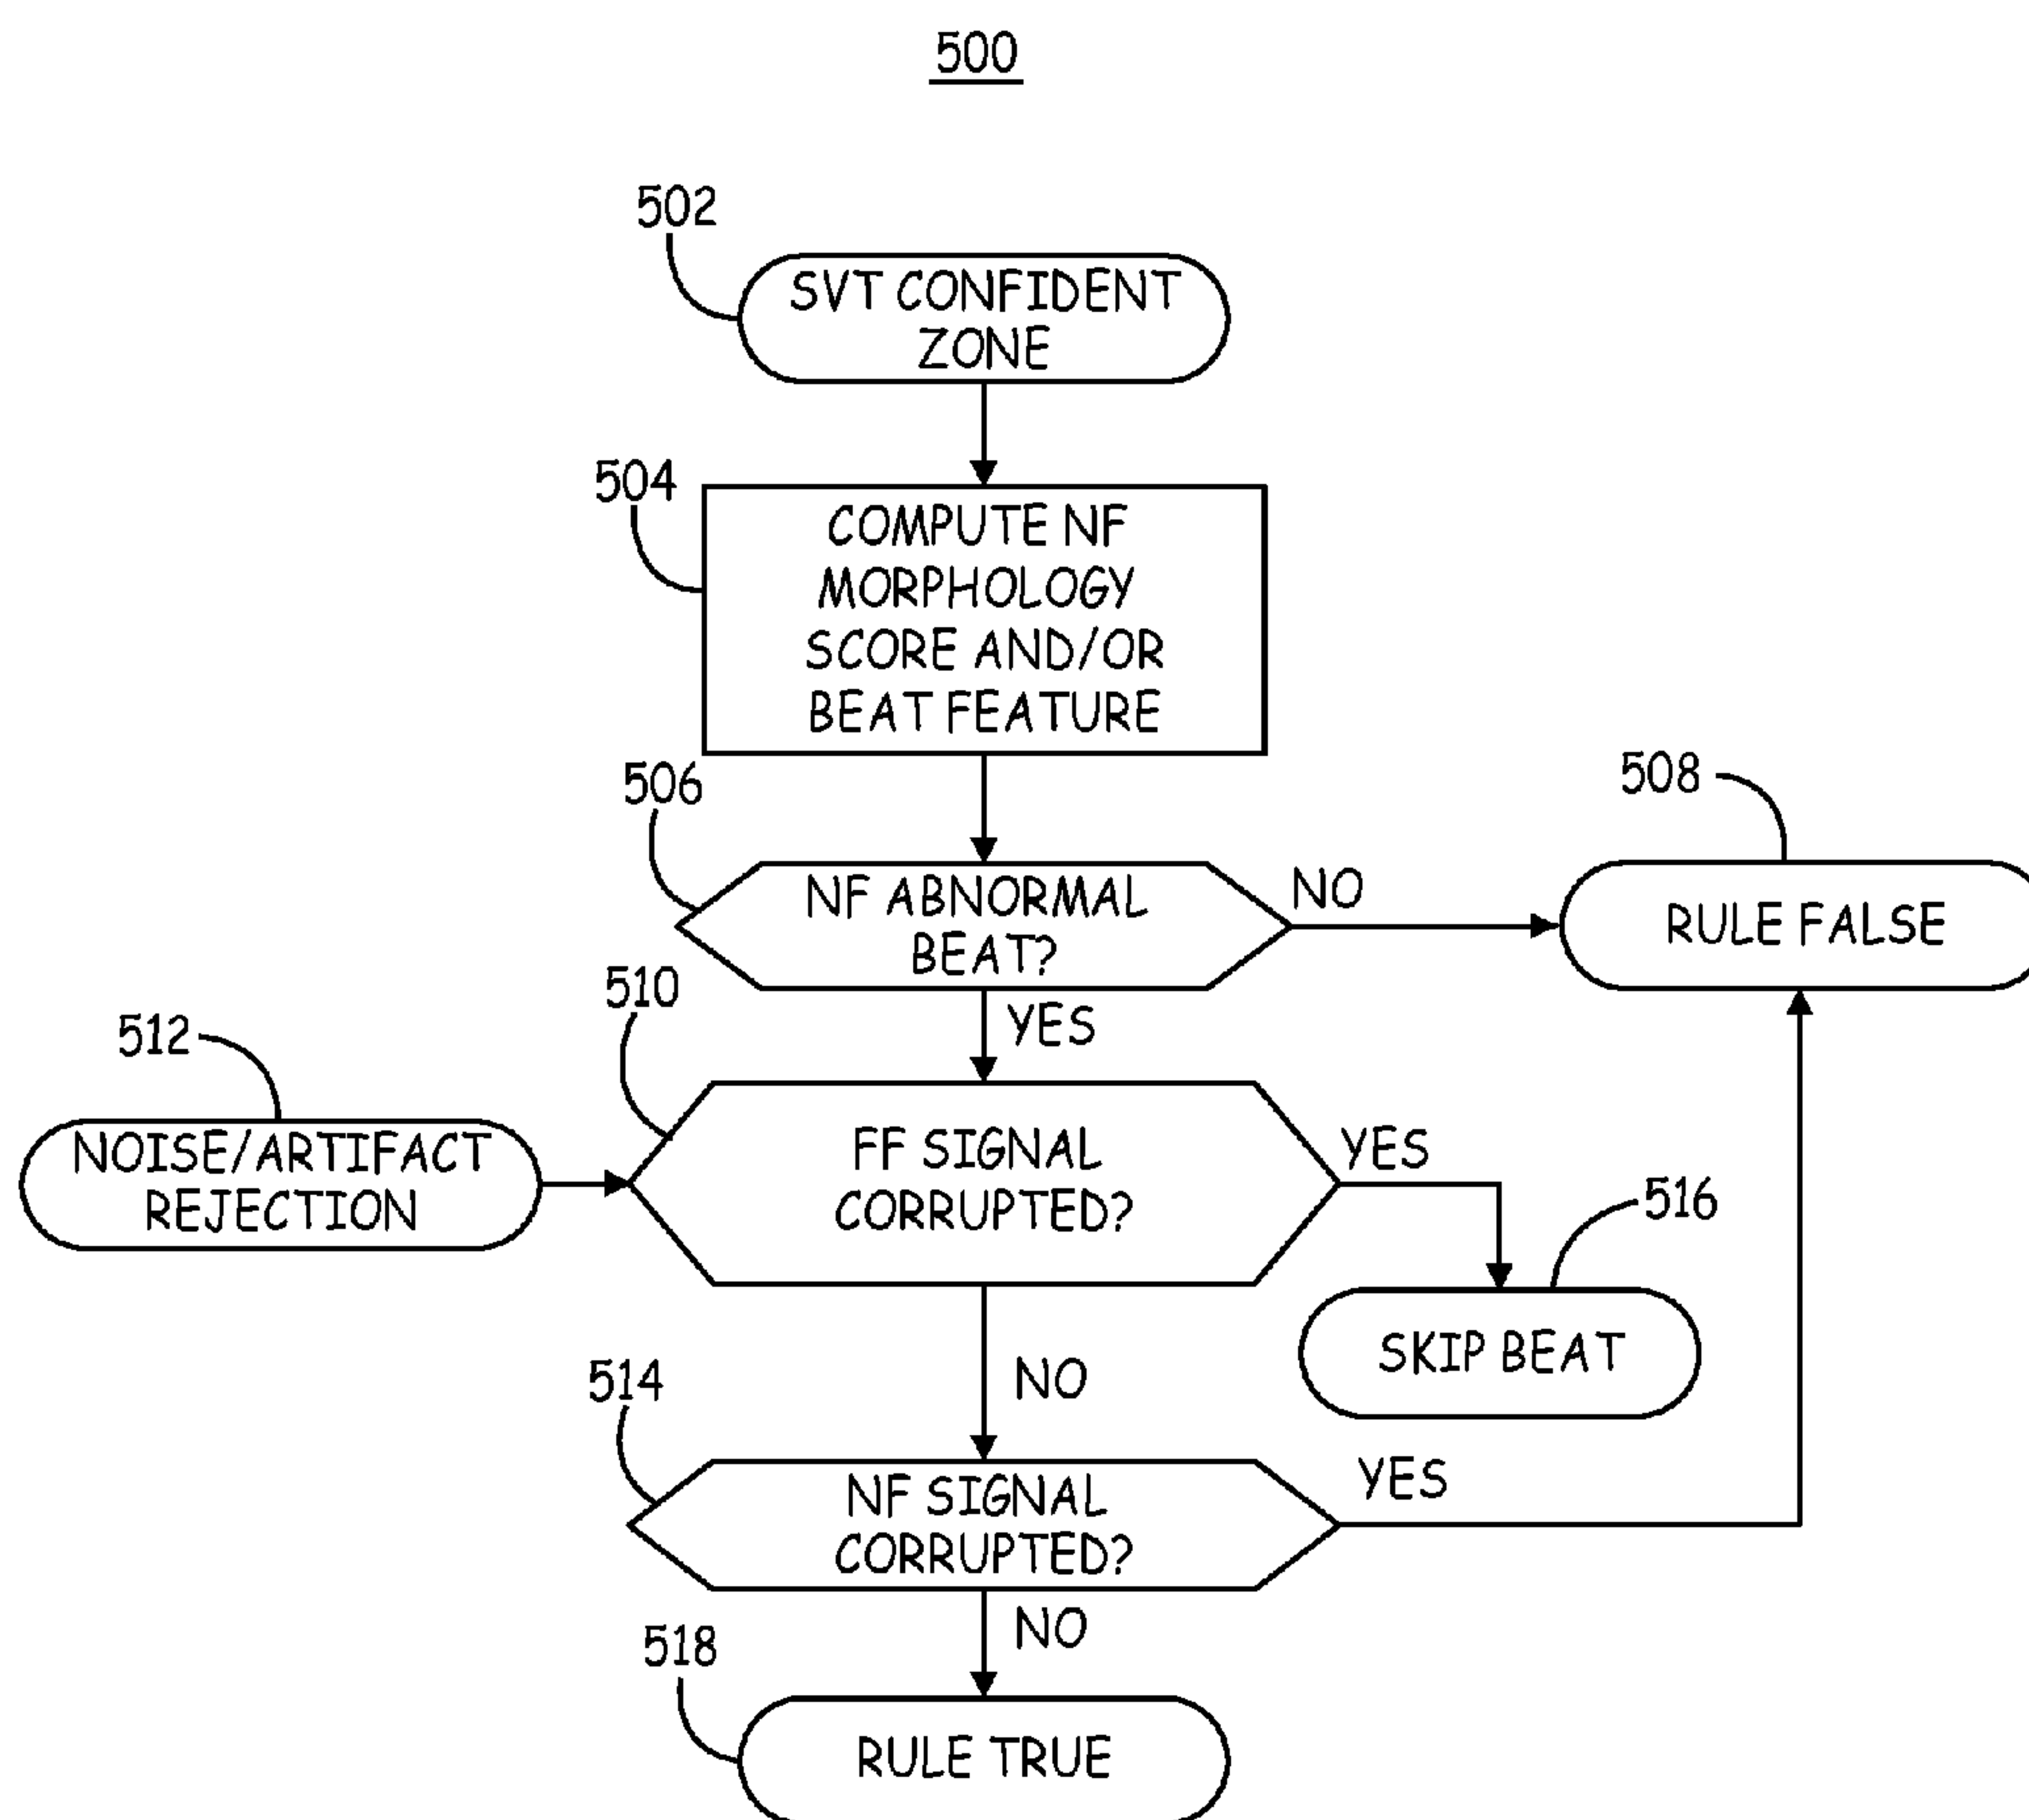 500
502
SVT CONFIDENT
ZONE
504
COMPUTE NF
MORPHOLOGY
SCORE AND/OR
BEAT FEATURE
506
NF ABNORMAL
BEAT?
NO
508
RULE FALSE
YES
510
512
NOISE/ARTIFACT
REJECTION
FF SIGNAL
CORRUPTED?
YES
516
SKIP BEAT
NO
514
NF SIGNAL
CORRUPTED?
YES
NO
518
RULE TRUE